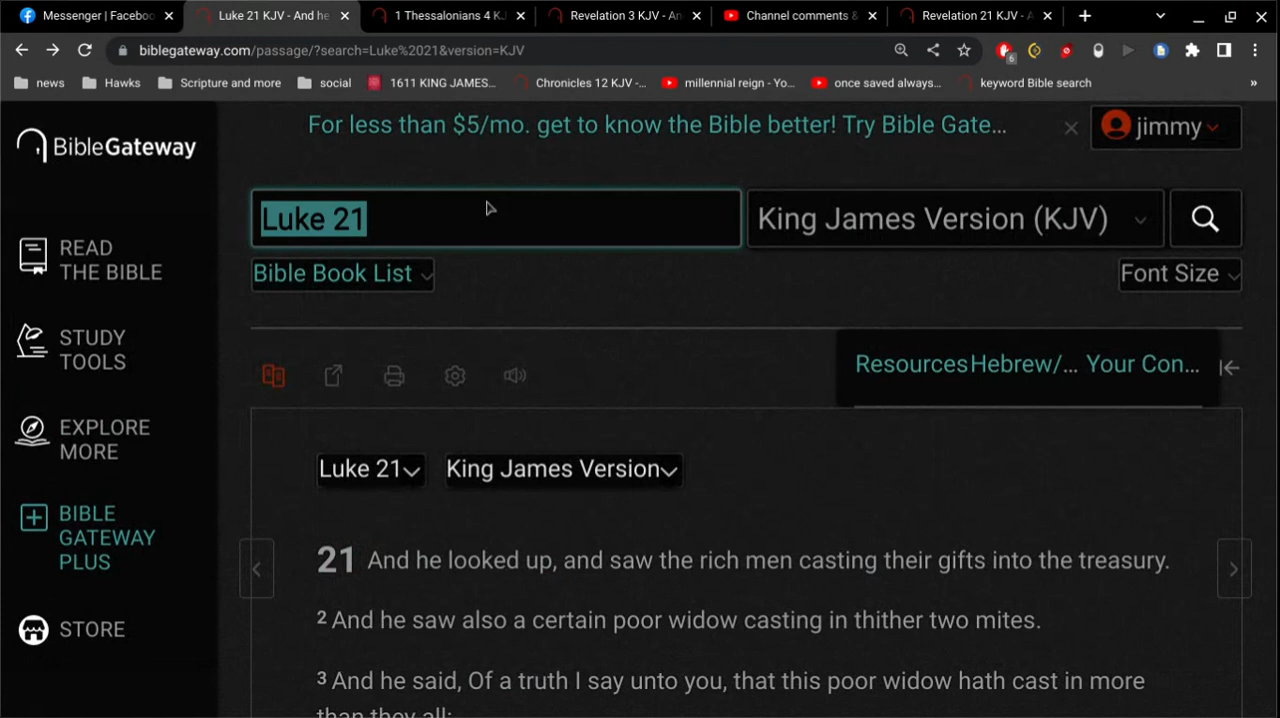 Messenger | Faceboo
Luke 21 KJV - And he
1 Thessalonians 4 KJ
Revelation 3 KJV - An
Channel comments &
Revelation 21 KJV - A
biblegateway.com/passage/?search=Luke%2021&version=KJV
6
news
Hawks
Scripture and more
social
1611 KING JAMES...
Chronicles 12 KJV -...
millennial reign - Yo...
once saved always...
keyword Bible search
»
For less than $5/mo. get to know the Bible better! Try Bible Gate...
jimmy
BibleGateway
Luke 21
King James Version (KJV)
Bible Book List
Font Size
READ
THE BIBLE
STUDY
TOOLS
EXPLORE
MORE
BIBLE
GATEWAY
PLUS
STORE
Resources
Hebrew/...
Your Con...
Luke 21
King James Version
21 And he looked up, and saw the rich men casting their gifts into the treasury.
2 And he saw also a certain poor widow casting in thither two mites.
3 And he said, Of a truth I say unto you, that this poor widow hath cast in more
than they all: